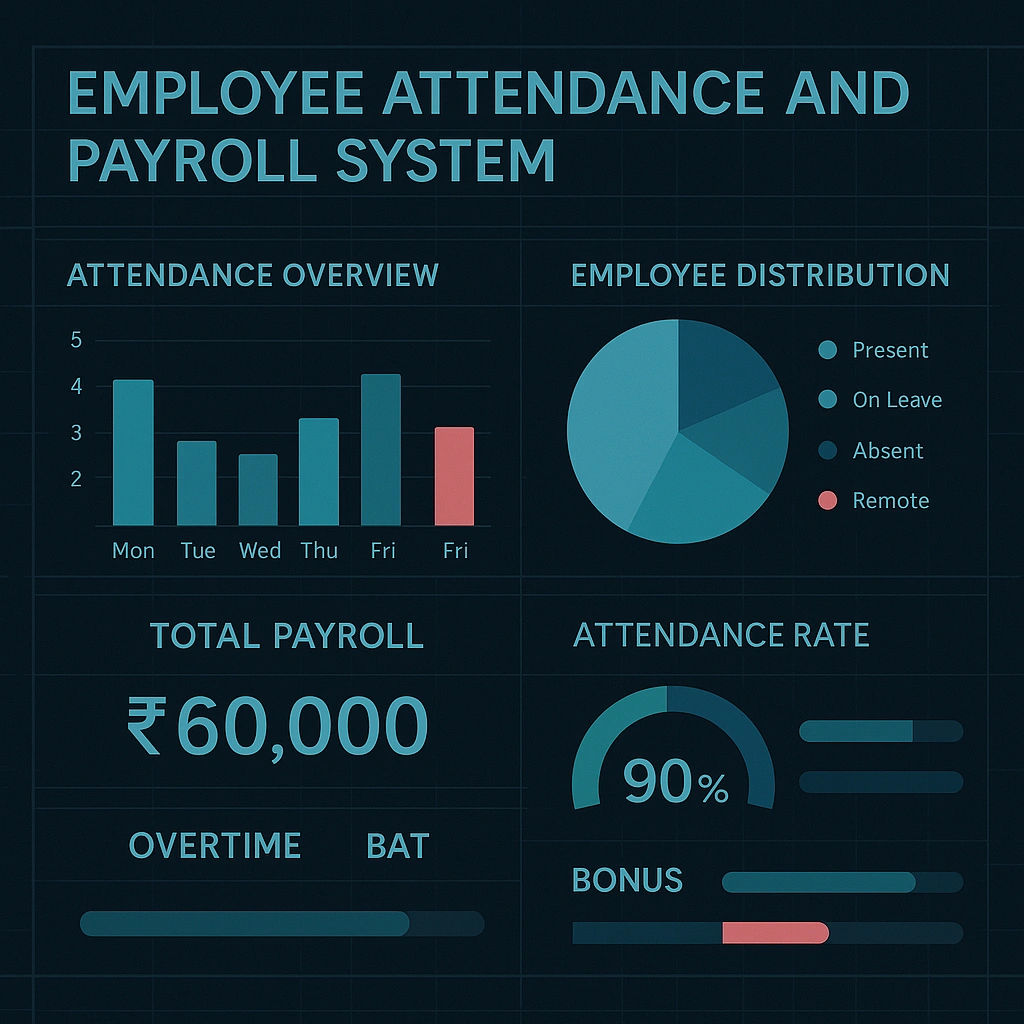 EMPLOYEE ATTENDANCE AND
PAYROLL SYSTEM
ATTENDANCE OVERVIEW
5
4
3
2
Mon Tue Wed Thu Fri Fri
EMPLOYEE DISTRIBUTION
Present
On Leave
Absent
Remote
TOTAL PAYROLL
₹60,000
ATTENDANCE RATE
90%
OVERTIME BAT
BONUS